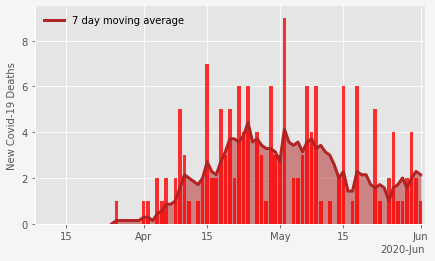 7 day moving average
New Covid-19 Deaths
8
6
4
2
0
15
Apr
15
May
15
Jun
2020-Jun